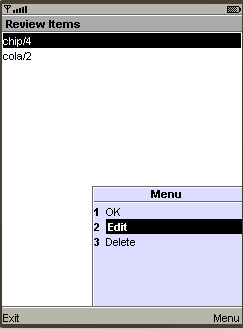 Review Items
chip/4
cola/2
Menu
1 OK
2 Edit
3 Delete
Exit Menu